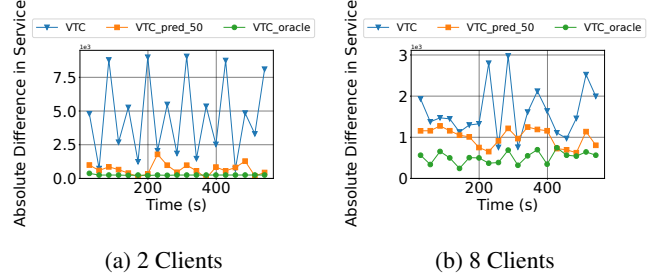 VTC VTC_pred_50 VTC_oracle
1e3
Absolute Difference in Service
7.5
5.0
2.5
0.0
200 400
Time (s)
(a) 2 Clients
VTC VTC_pred_50 VTC_oracle
1e3
Absolute Difference in Service
3
2
1
0
200 400
Time (s)
(b) 8 Clients